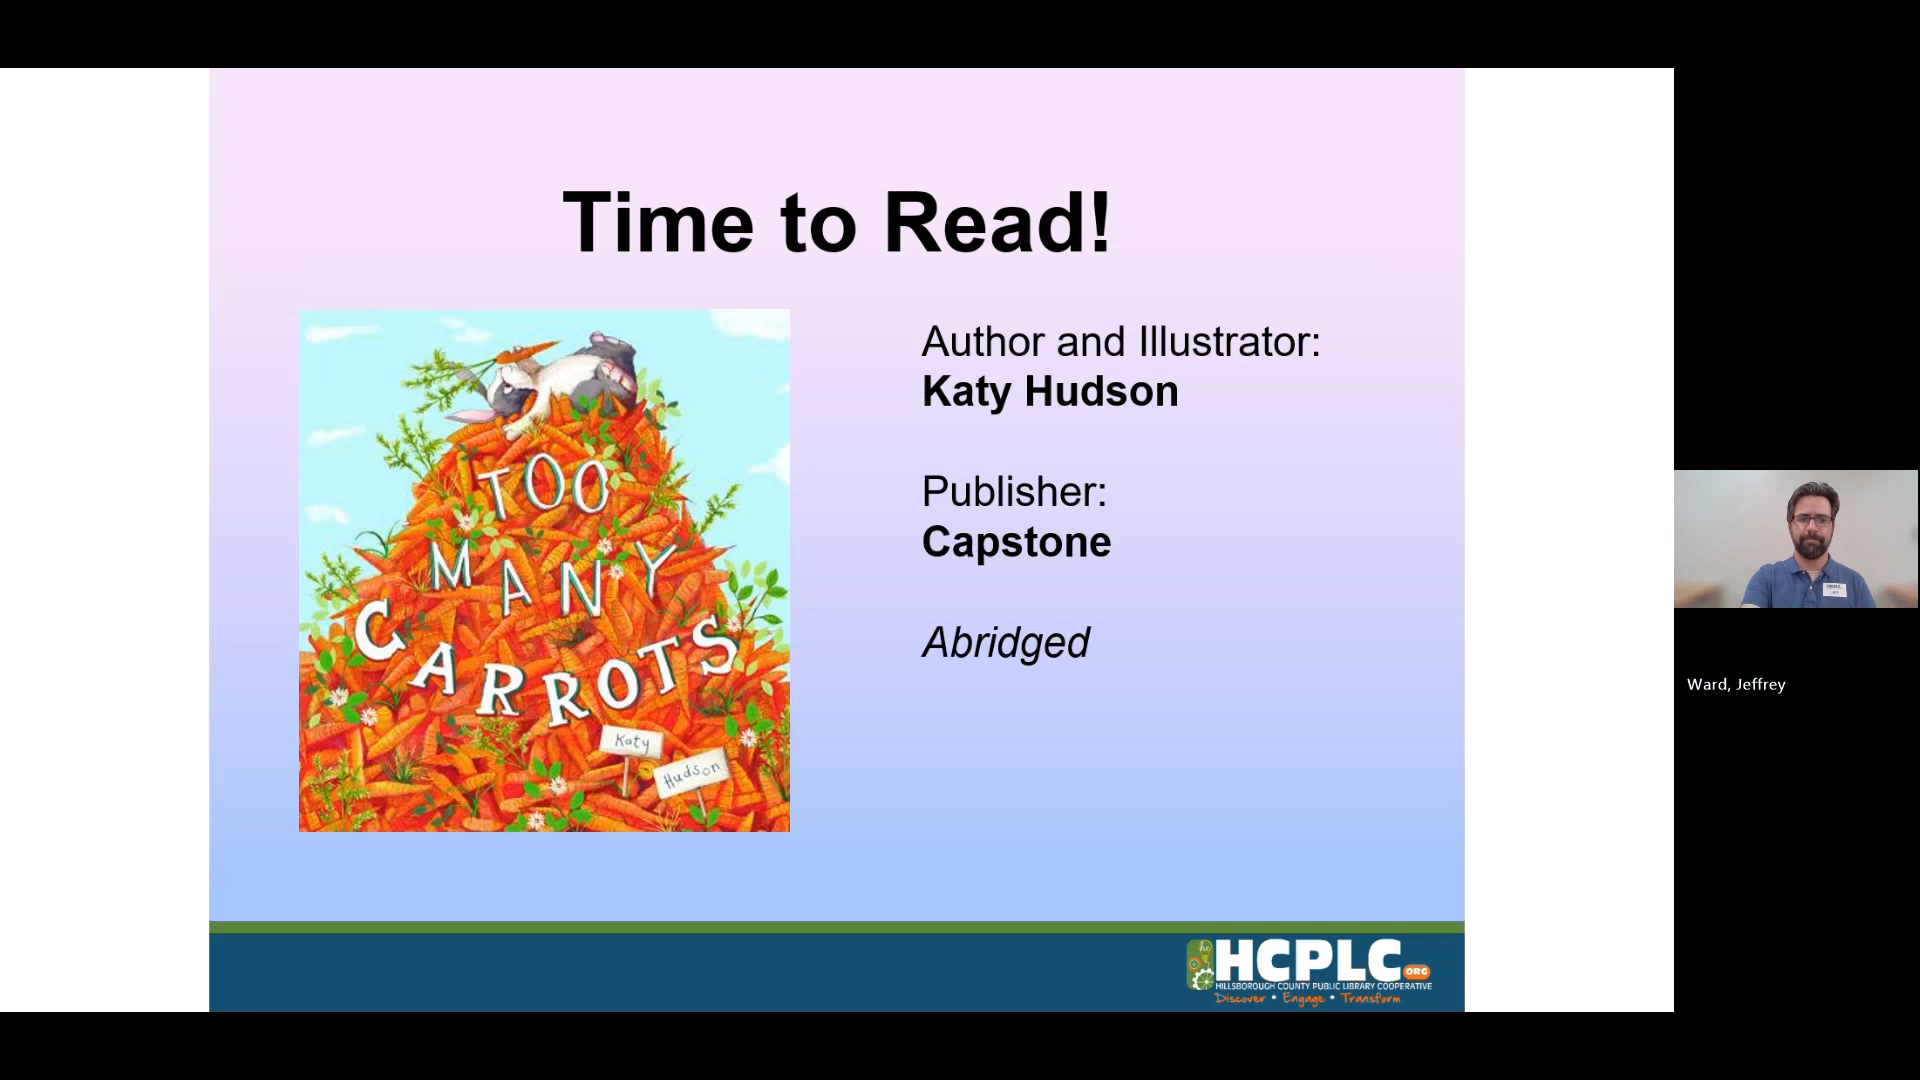 Time to Read!
TOO
MANY
CARROTS
Katy
Hudson
Author and Illustrator:
Katy Hudson
Publisher:
Capstone
Abridged
Ward, Jeffrey
hc
HCPLC
ORG
HILLSBOROUGH COUNTY PUBLIC LIBRARY COOPERATIVE
Discover • Engage • Transform